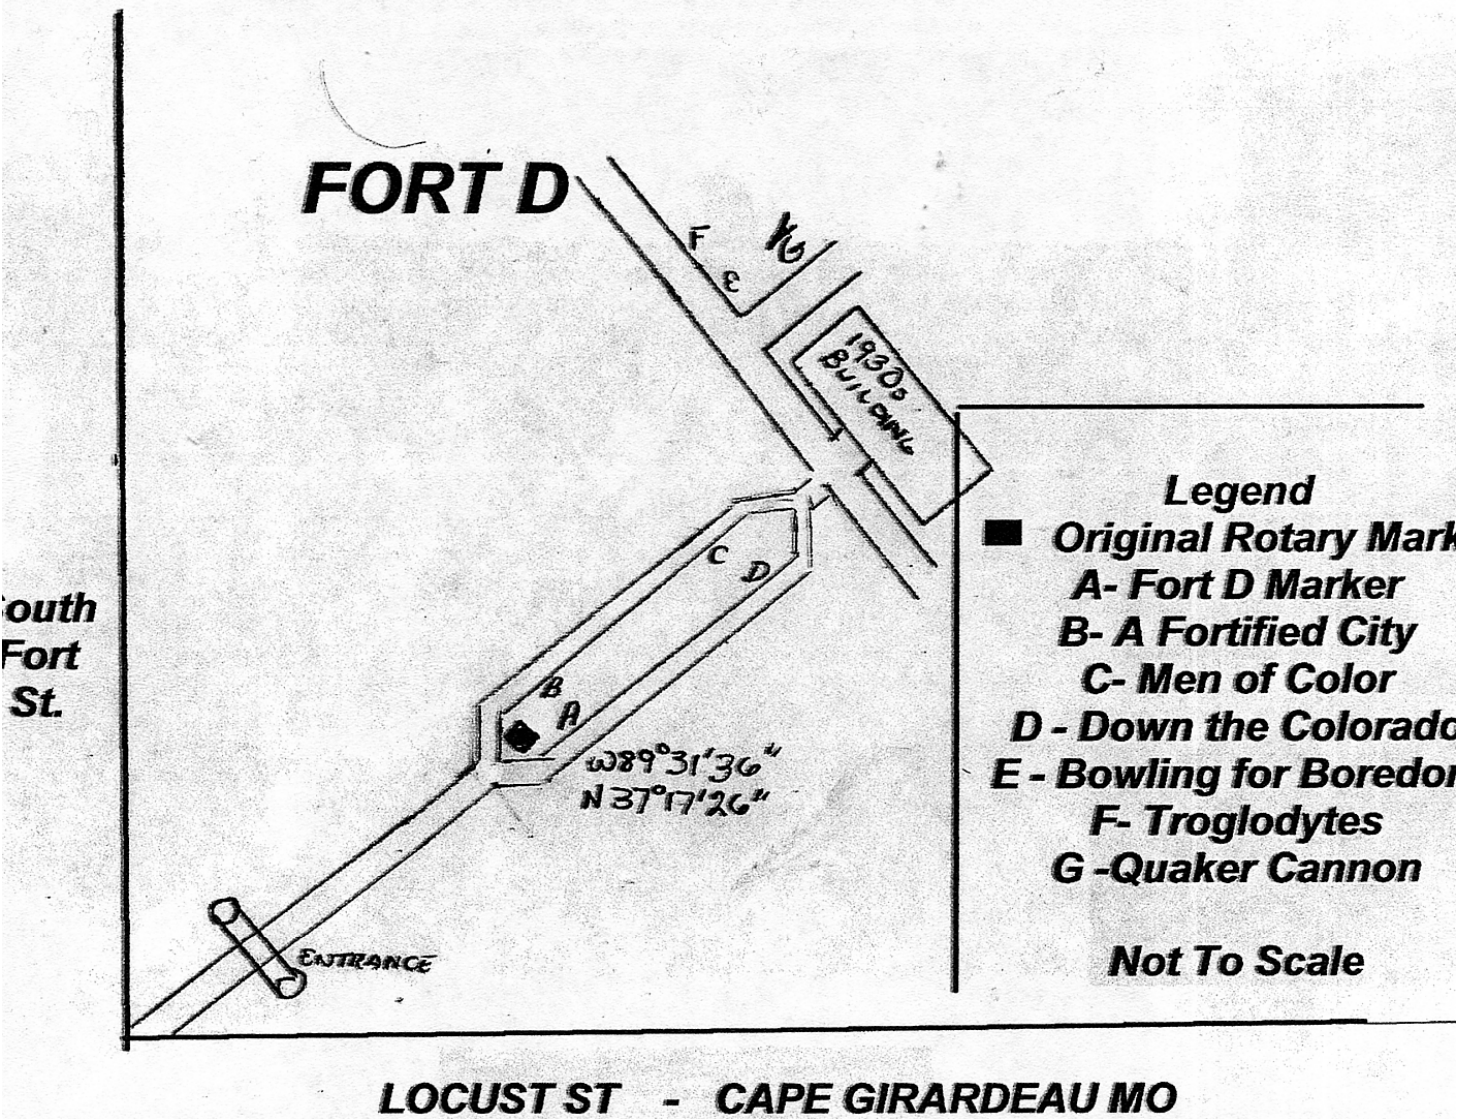 FORT D
F
E
G
1930s
BUILDING
C
D
B
A
W89°31'36"
N37°17'26"
ENTRANCE
outh
Fort
St.
Legend
Original Rotary Mark
A- Fort D Marker
B- A Fortified City
C- Men of Color
D - Down the Colorado
E - Bowling for Boredom
F- Troglodytes
G -Quaker Cannon
Not To Scale
LOCUST ST - CAPE GIRARDEAU MO